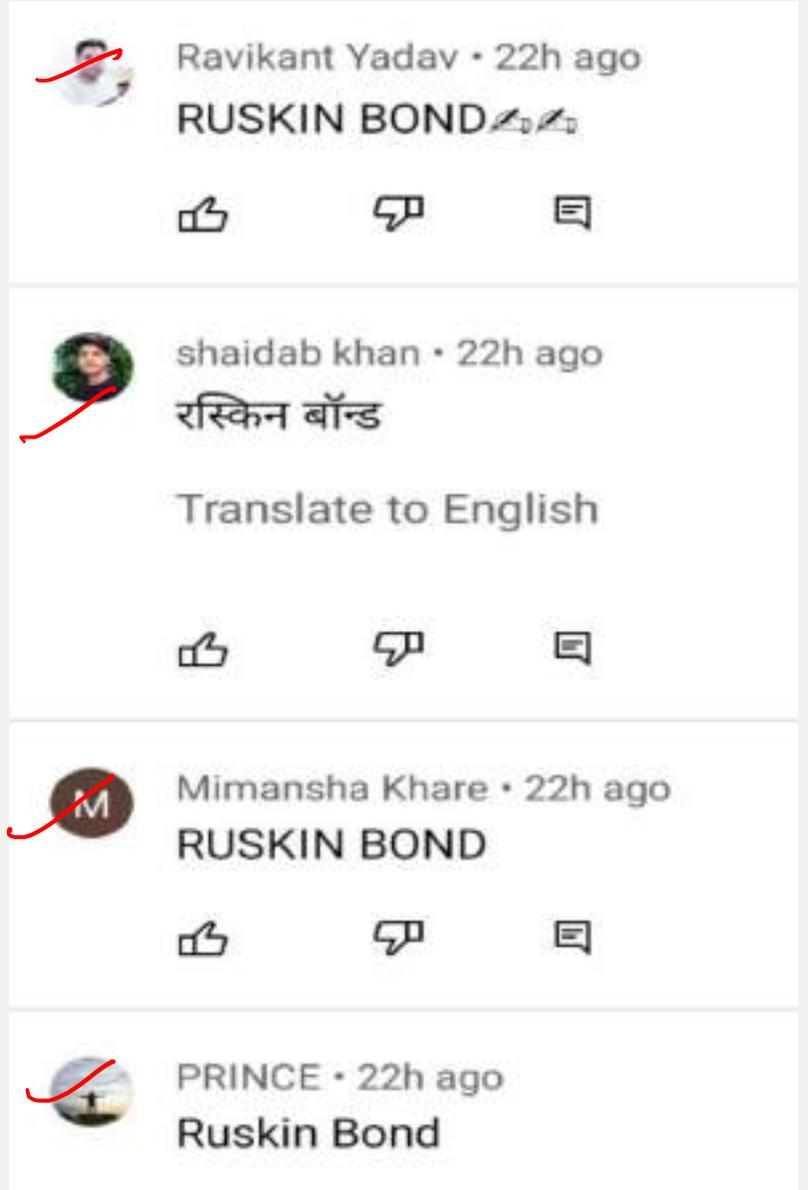 Ravikant Yadav • 22h ago
RUSKIN BOND✍✍
shaidab khan • 22h ago
रस्किन बॉन्ड
Translate to English
M
Mimansha Khare • 22h ago
RUSKIN BOND
PRINCE • 22h ago
Ruskin Bond